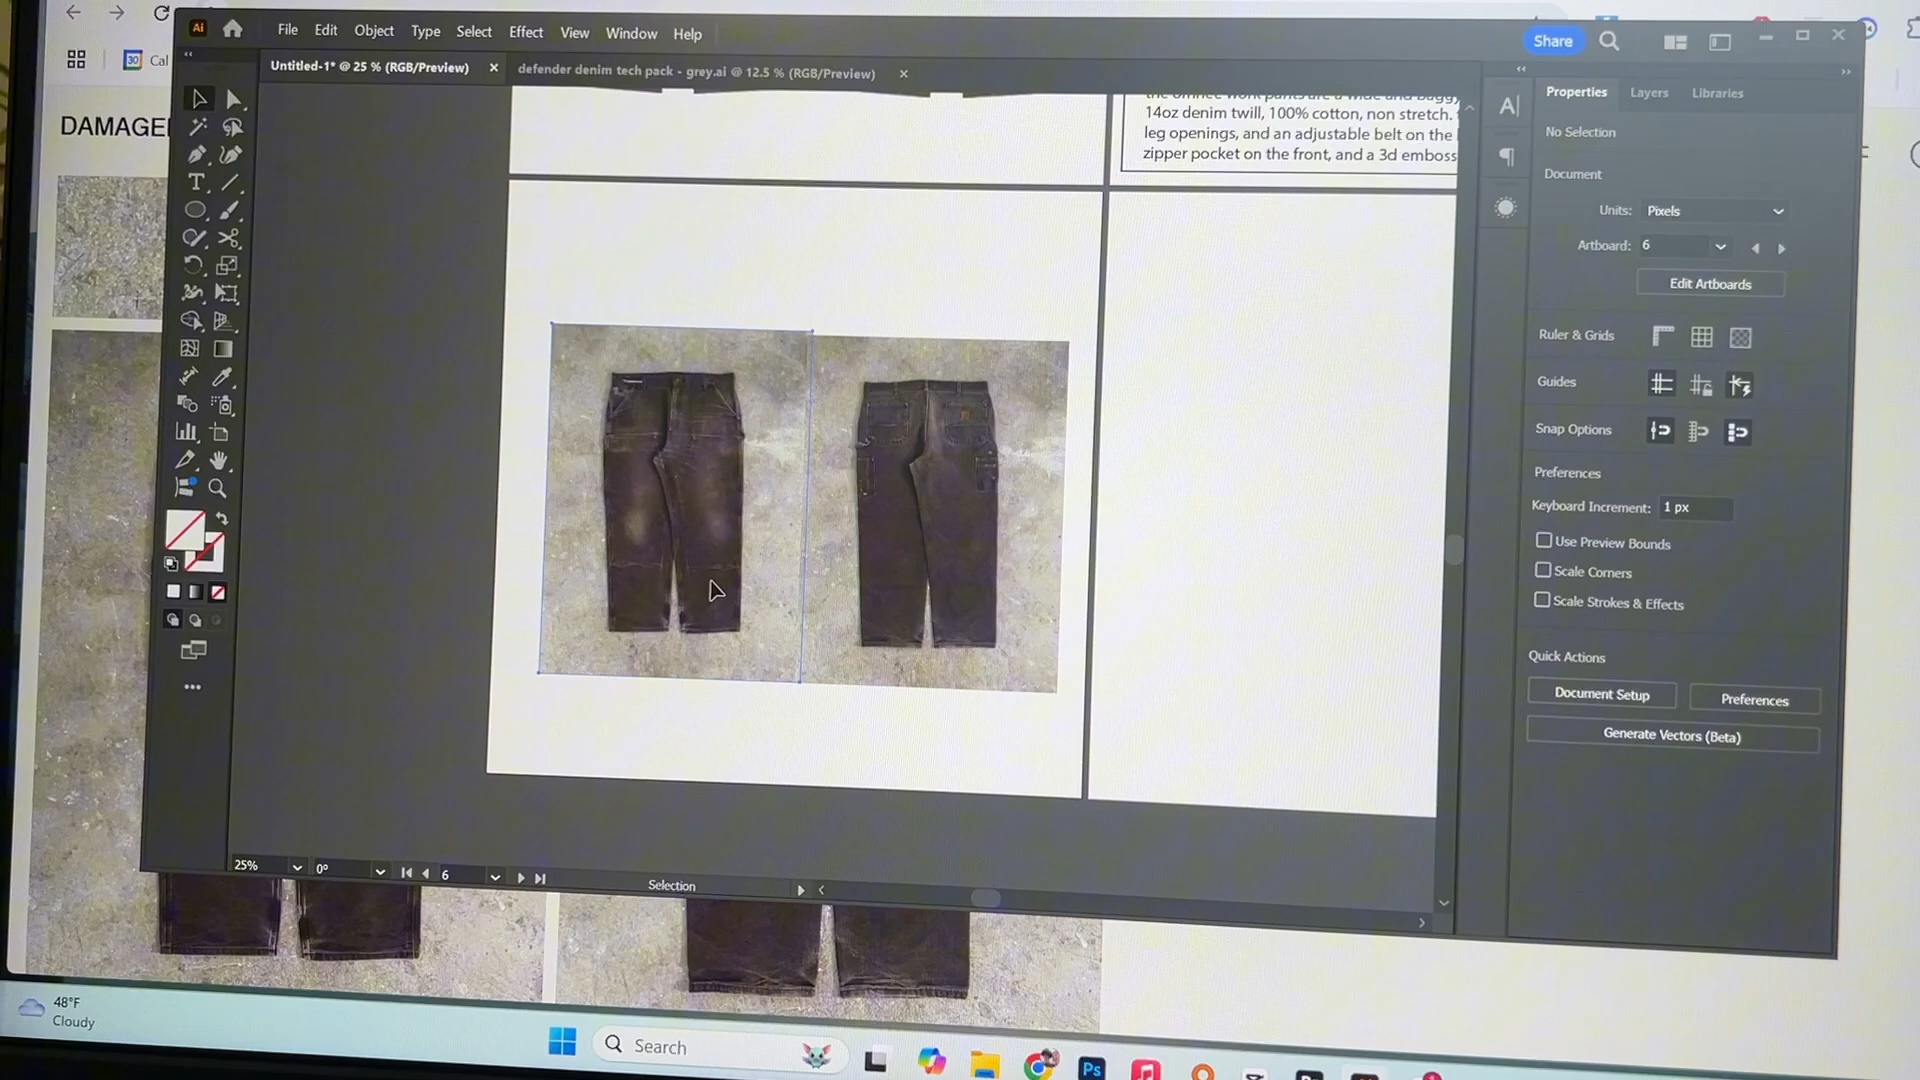 Cal
DAMAGE
Ai File Edit Object Type Select Effect View Window Help
Share
Untitled-1* @ 25 % (RGB/Preview) ×
defender denim tech pack - grey.ai @ 12.5 % (RGB/Preview) ×
14oz denim twill, 100% cotton, non stretch.
leg openings, and an adjustable belt on the
zipper pocket on the front, and a 3d emboss
Properties Layers Libraries
No Selection
Document
Units: Pixels
Artboard: 6
Edit Artboards
Ruler & Grids
Guides
Snap Options
Preferences
Keyboard Increment: 1 px
Use Preview Bounds
Scale Corners
Scale Strokes & Effects
Quick Actions
Document Setup Preferences
Generate Vectors (Beta)
25% 0° 6 Selection
48°F
Cloudy
Search
Ps